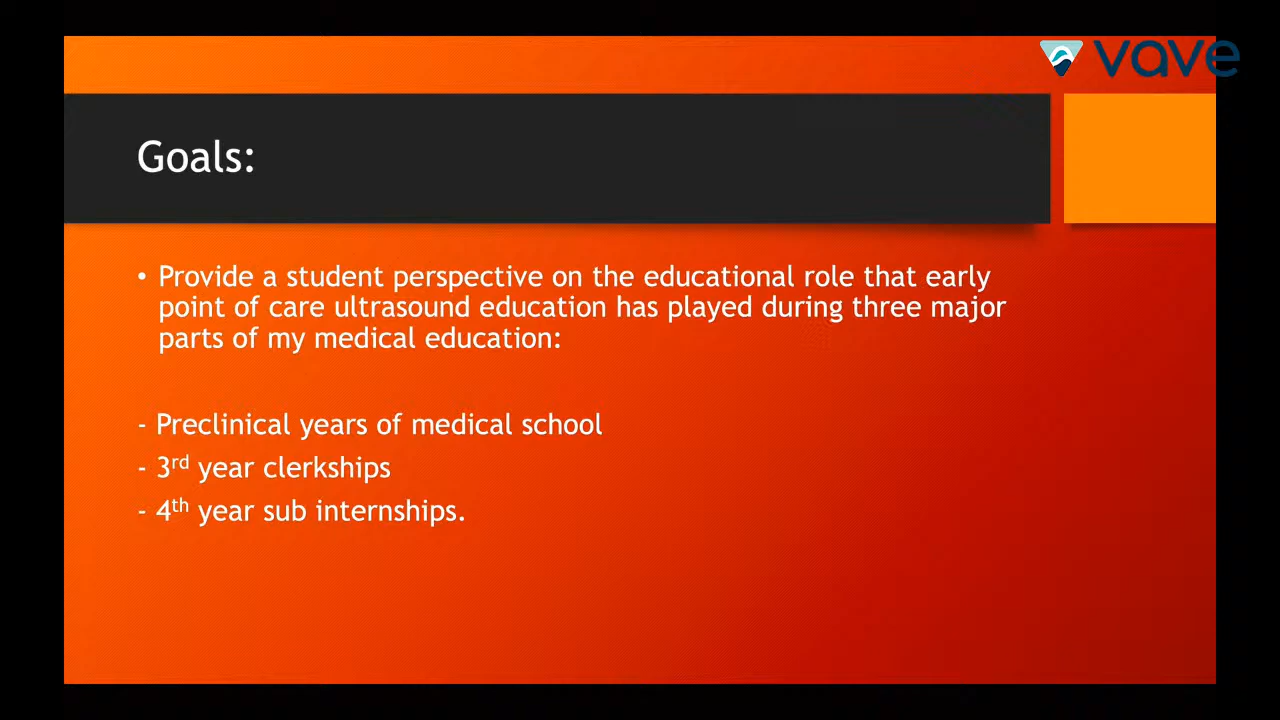 vave
Goals:
• Provide a student perspective on the educational role that early
point of care ultrasound education has played during three major
parts of my medical education:
- Preclinical years of medical school
- 3rd year clerkships
- 4th year sub internships.